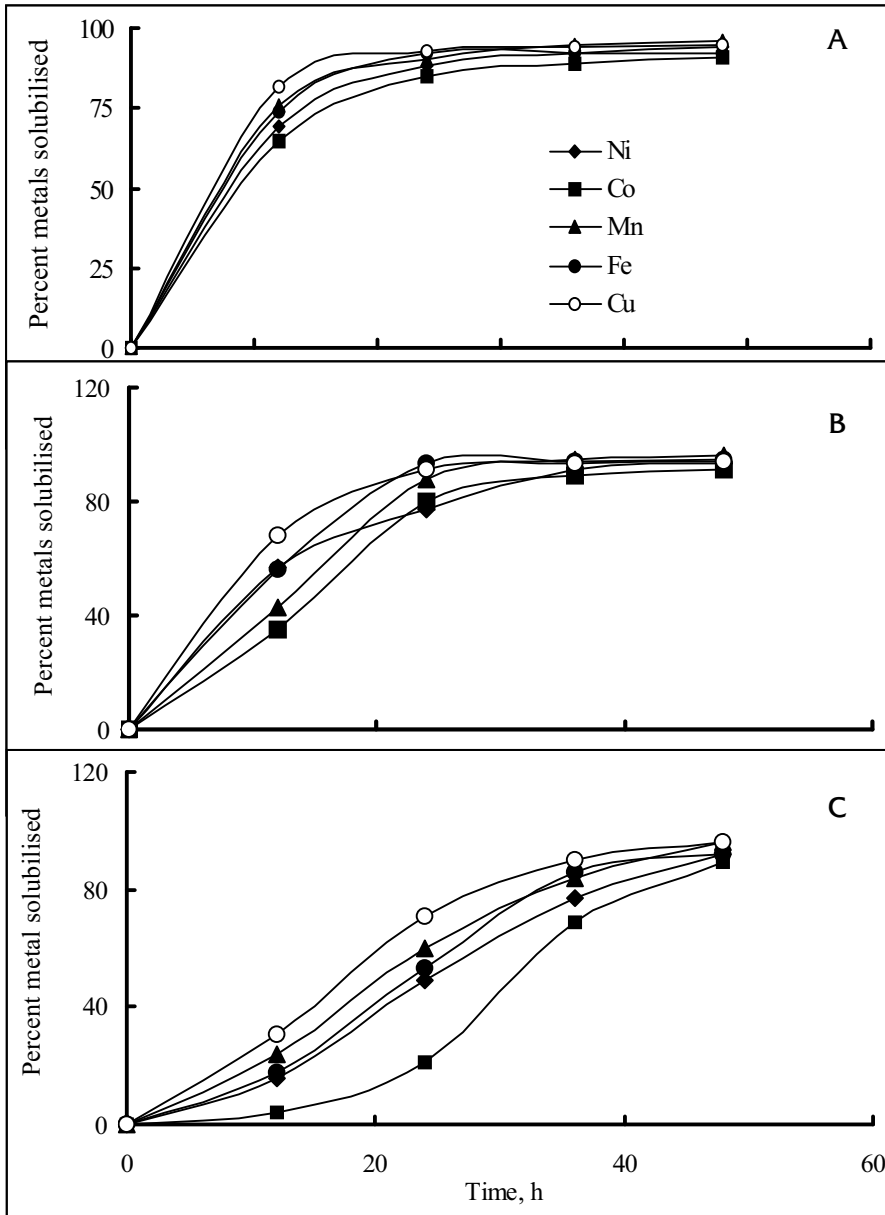 A
Percent metals solubilised
100
75
50
25
0
Ni
Co
Mn
Fe
Cu
B
Percent metals solubilised
120
80
40
0
C
Percent metal solubilised
120
80
40
0
0 20 40 60
Time, h